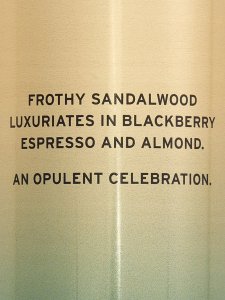 FROTHY SANDALWOOD
LUXURIATES IN BLACKBERRY
ESPRESSO AND ALMOND.
AN OPULENT CELEBRATION.